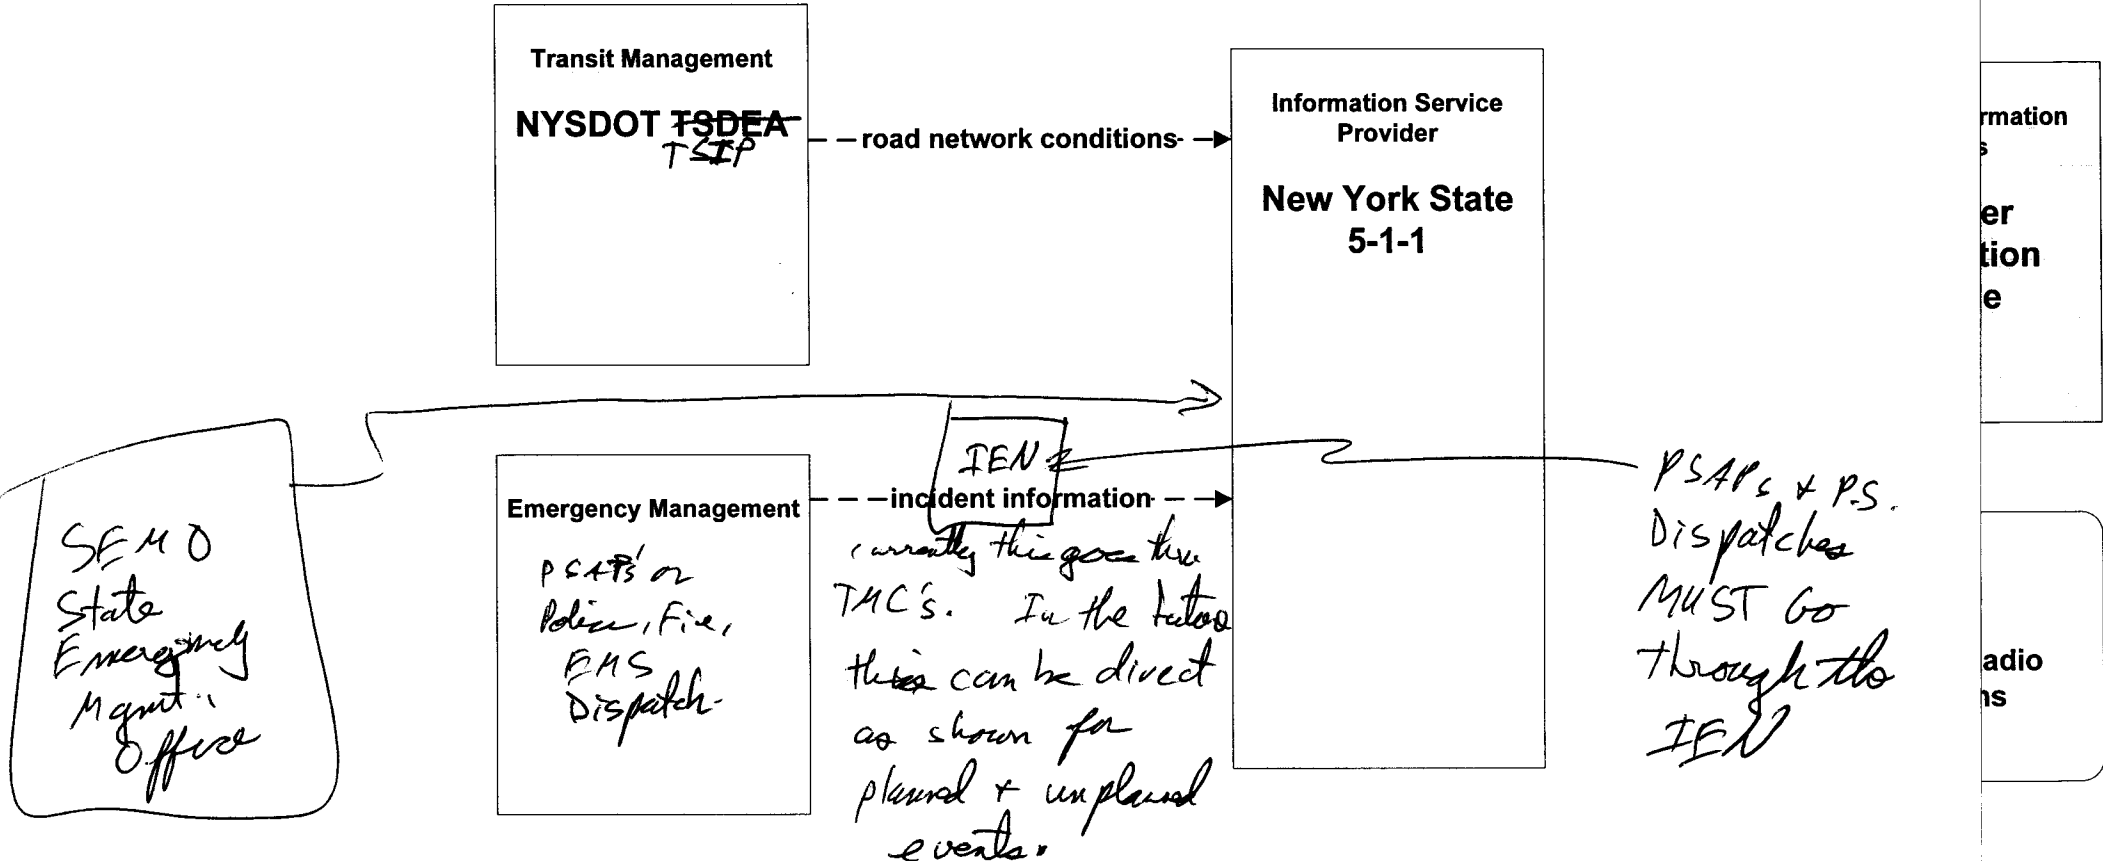 Transit Management
NYSDOT TSDEA
TSIP
road network conditions
Information Service
Provider
New York State
5-1-1
rmation
s
er
tion
e
SEMO
State
Emergency
Mgmt.
Office
Emergency Management
PSAP's or
Police, Fire,
EMS
Dispatch
IEN
incident information
currently this goes thru
TMC's. In the future
this can be direct
as shown for
planned + unplanned
events.
PSAPs & P.S.
Dispatches
MUST Go
through the
IEN
adio
ns